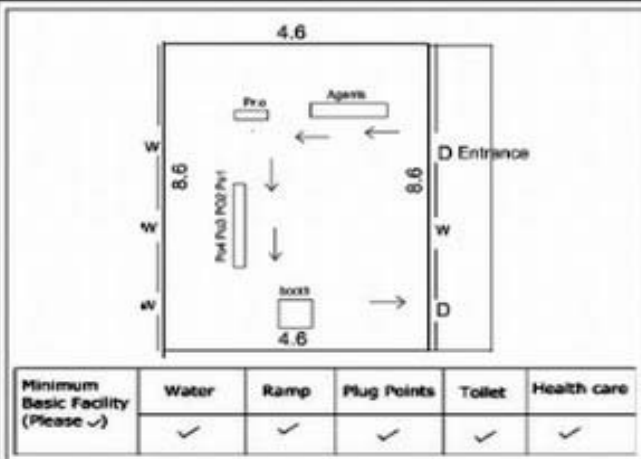 4.6
Pr.o
Agents
D Entrance
W
8.6
8.6
Po4 Po3 PO2 Po1
W
W
W
booth
D
4.6
Minimum Basic Facility (Please ✓)
Water
Ramp
Plug Points
Toilet
Health care
✓ ✓ ✓ ✓ ✓